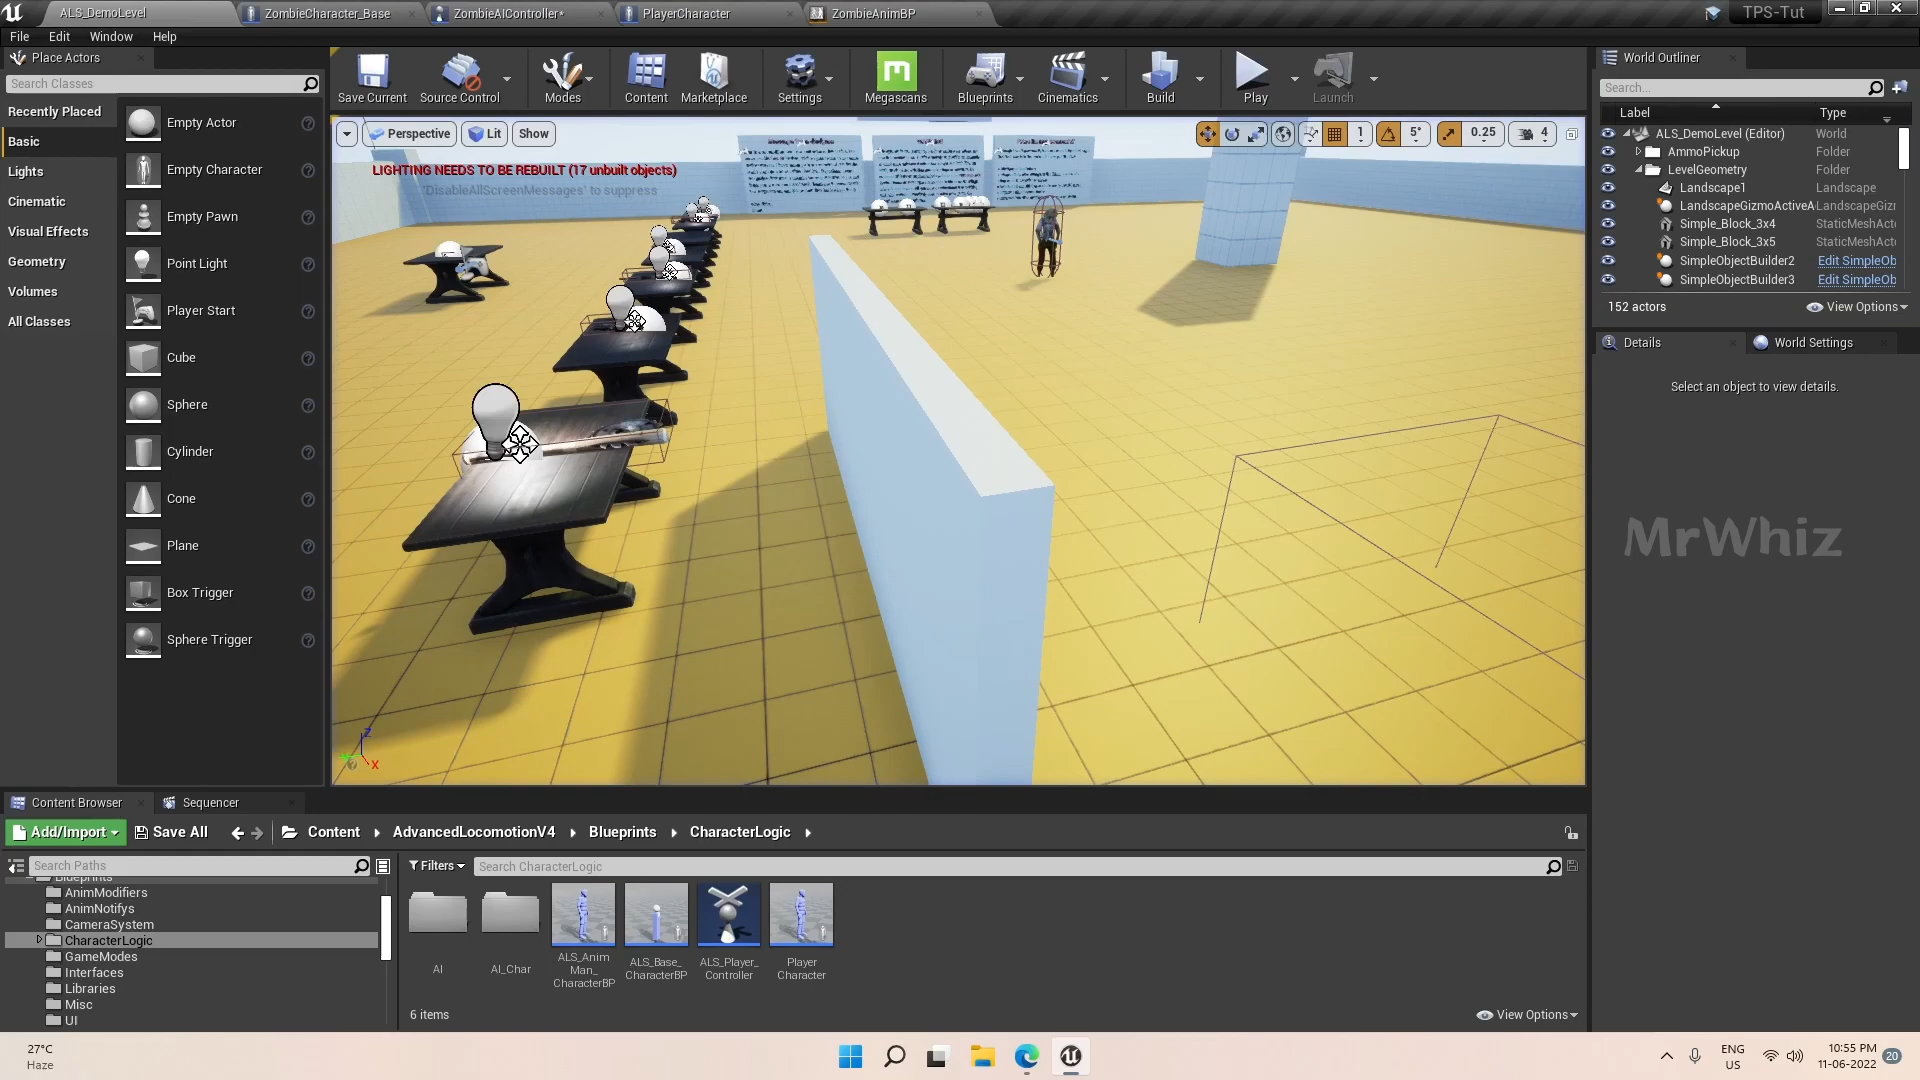 ALS_DemoLevel
ZombieCharacter_Base
ZombieAIController*
PlayerCharacter
ZombieAnimBP
TPS-Tut
File
Edit
Window
Help
Place Actors
Search Classes
Recently Placed
Basic
Lights
Cinematic
Visual Effects
Geometry
Volumes
All Classes
Empty Actor
Empty Character
Empty Pawn
Point Light
Player Start
Cube
Sphere
Cylinder
Cone
Plane
Box Trigger
Sphere Trigger
Save Current
Source Control
Modes
Content
Marketplace
Settings
Megascans
Blueprints
Cinematics
Build
Play
Launch
Perspective
Lit
Show
1
5°
0.25
4
LIGHTING NEEDS TO BE REBUILT (17 unbuilt objects)
'DisableAllScreenMessages' to suppress
Z
X
World Outliner
Search...
Label
Type
ALS_DemoLevel (Editor)
World
AmmoPickup
Folder
LevelGeometry
Folder
Landscape1
Landscape
LandscapeGizmoActiveA
LandscapeGizr
Simple_Block_3x4
StaticMeshAct
Simple_Block_3x5
StaticMeshAct
SimpleObjectBuilder2
Edit SimpleOb
SimpleObjectBuilder3
Edit SimpleOb
152 actors
View Options
Details
World Settings
Select an object to view details.
MrWhiz
Content Browser
Sequencer
Add/Import
Save All
Content
AdvancedLocomotionV4
Blueprints
CharacterLogic
Search Paths
Blueprints
AnimModifiers
AnimNotifys
CameraSystem
CharacterLogic
GameModes
Interfaces
Libraries
Misc
UI
Filters
Search CharacterLogic
AI
AI_Char
ALS_Anim
Man_
CharacterBP
ALS_Base_
CharacterBP
ALS_Player_
Controller
Player
Character
6 items
View Options
27°C
Haze
ENG
US
10:55 PM
11-06-2022
20